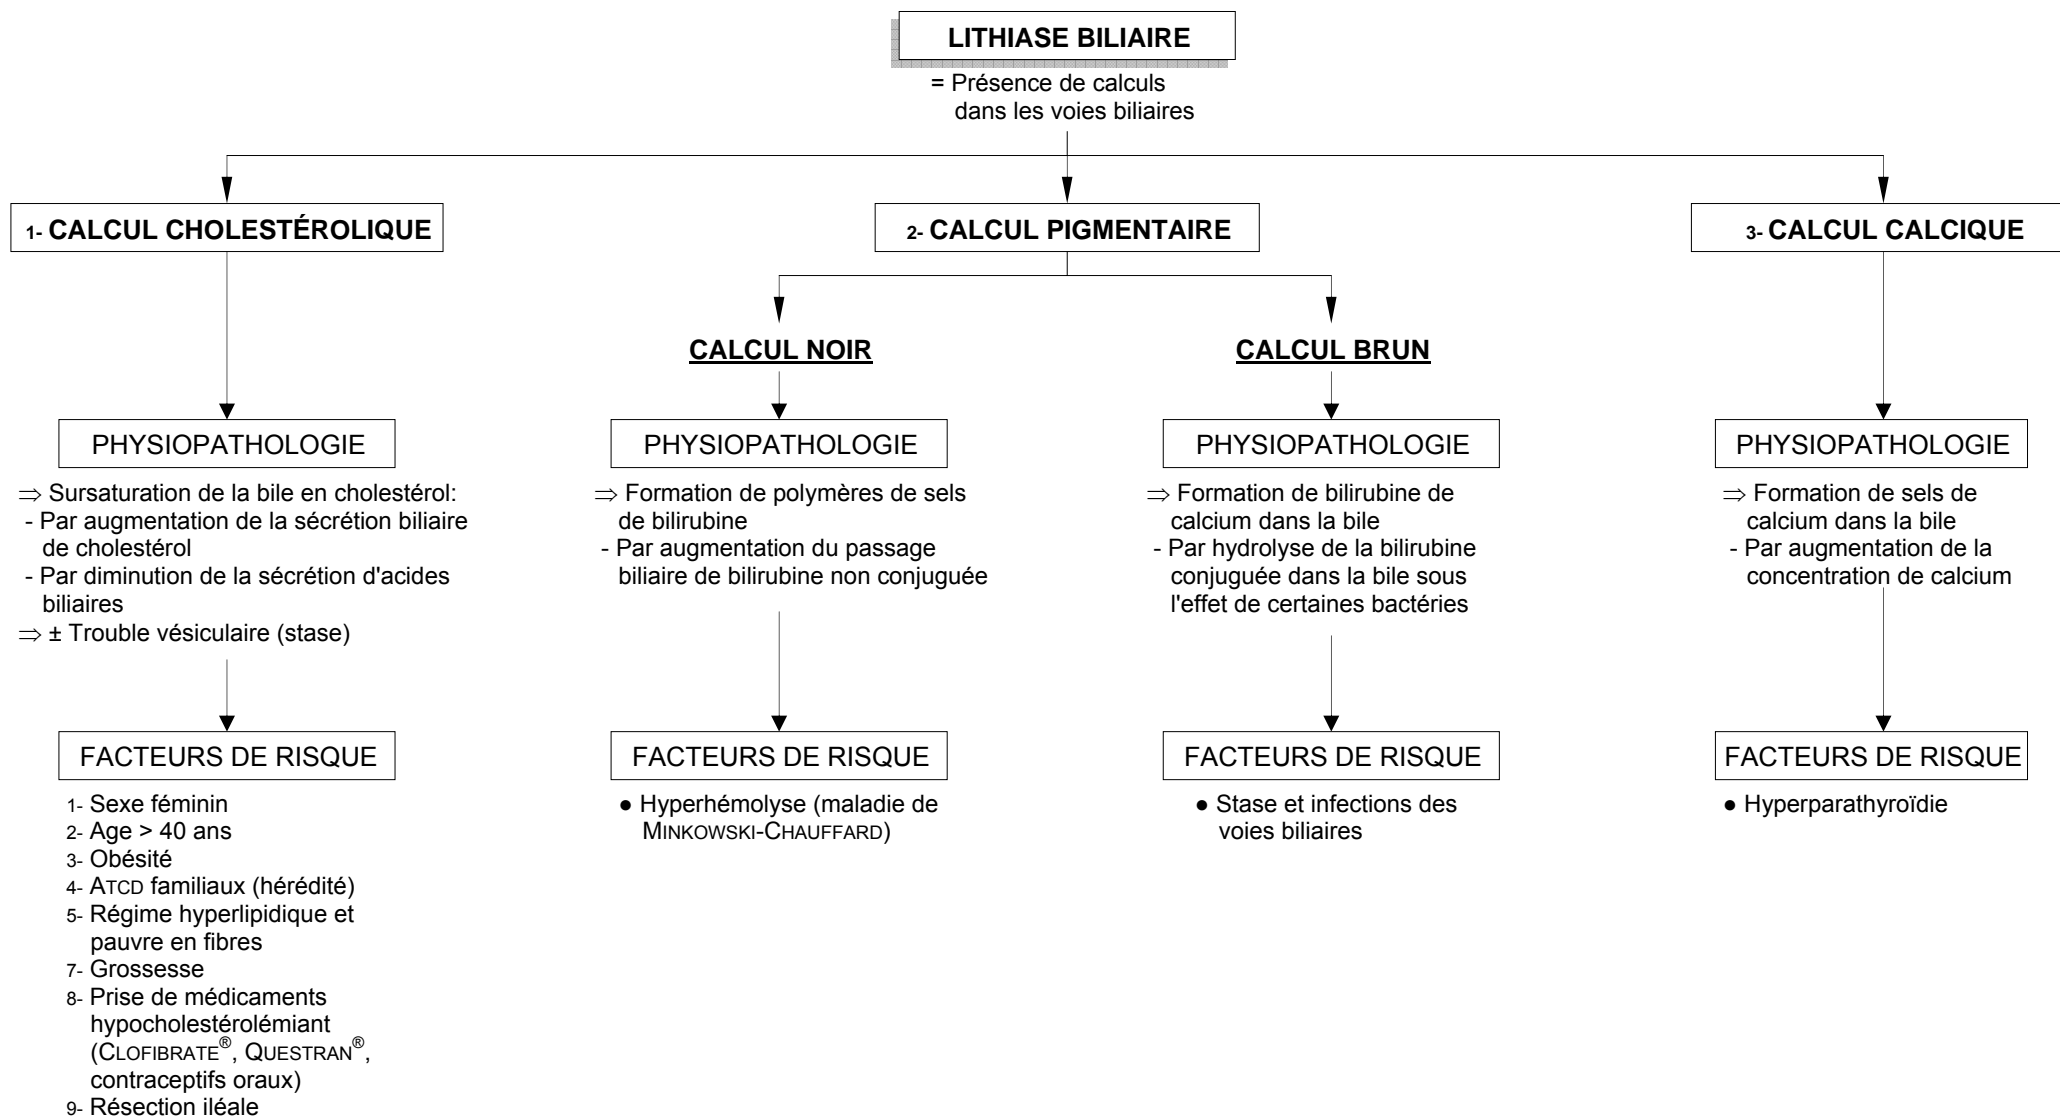 LITHIASE BILIAIRE
= Présence de calculs
dans les voies biliaires
1- CALCUL CHOLESTÉROLIQUE
2- CALCUL PIGMENTAIRE
3- CALCUL CALCIQUE
CALCUL NOIR
CALCUL BRUN
PHYSIOPATHOLOGIE
⇒ Sursaturation de la bile en cholestérol:
- Par augmentation de la sécrétion biliaire
de cholestérol
- Par diminution de la sécrétion d'acides
biliaires
⇒ ± Trouble vésiculaire (stase)
PHYSIOPATHOLOGIE
⇒ Formation de polymères de sels
de bilirubine
- Par augmentation du passage
biliaire de bilirubine non conjuguée
PHYSIOPATHOLOGIE
⇒ Formation de bilirubine de
calcium dans la bile
- Par hydrolyse de la bilirubine
conjuguée dans la bile sous
l'effet de certaines bactéries
PHYSIOPATHOLOGIE
⇒ Formation de sels de
calcium dans la bile
- Par augmentation de la
concentration de calcium
FACTEURS DE RISQUE
1- Sexe féminin
2- Age > 40 ans
3- Obésité
4- ATCD familiaux (hérédité)
5- Régime hyperlipidique et
pauvre en fibres
7- Grossesse
8- Prise de médicaments
hypocholestérolémiant
(CLOFIBRATE®, QUESTRAN®,
contraceptifs oraux)
9- Résection iléale
FACTEURS DE RISQUE
● Hyperhémolyse (maladie de
MINKOWSKI-CHAUFFARD)
FACTEURS DE RISQUE
● Stase et infections des
voies biliaires
FACTEURS DE RISQUE
● Hyperparathyroïdie